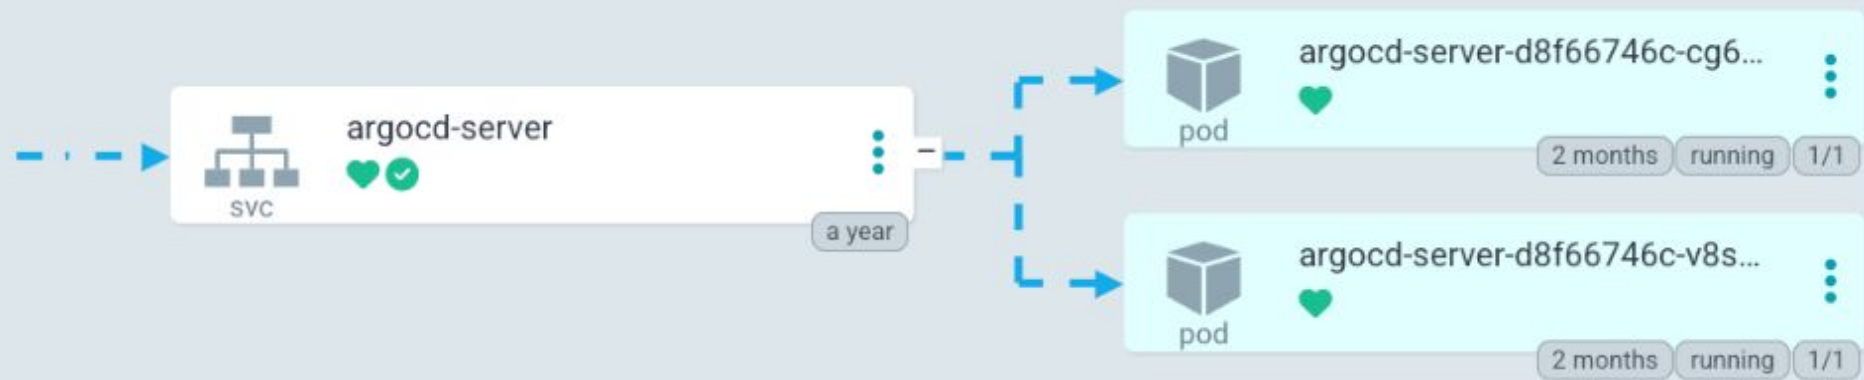 argocd-server
svc
a year
argocd-server-d8f66746c-cg6...
pod
2 months running 1/1
argocd-server-d8f66746c-v8s...
pod
2 months running 1/1